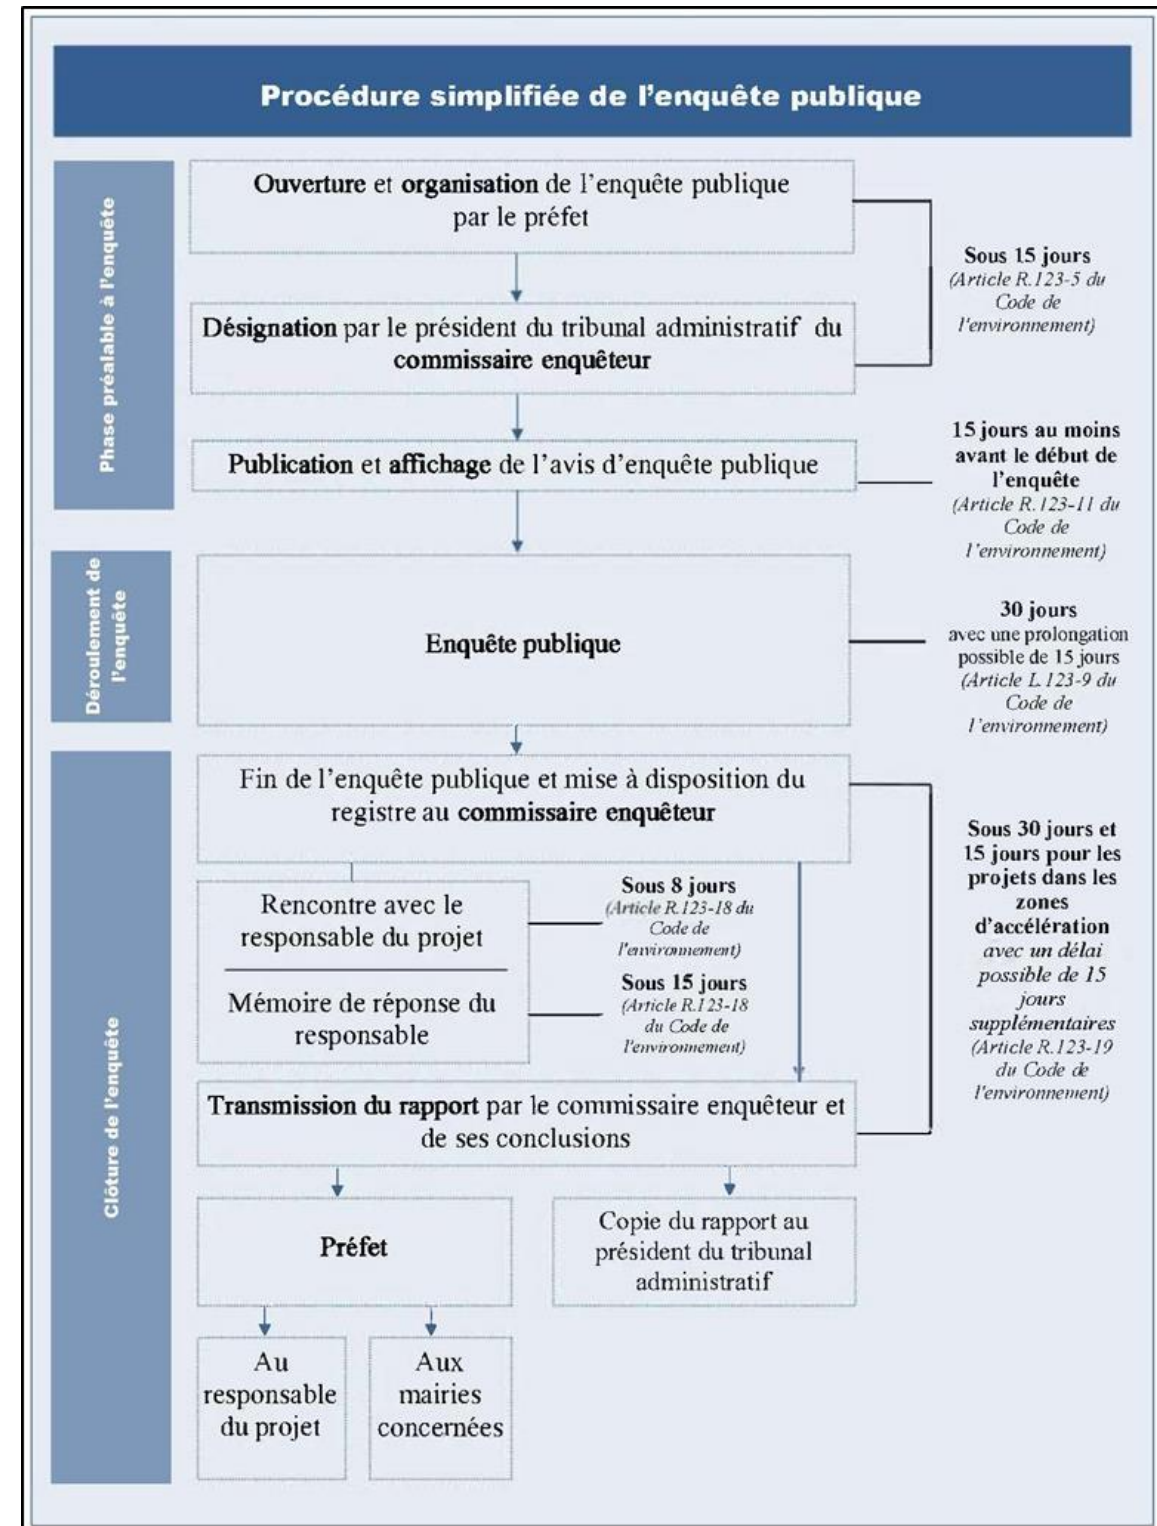 Procédure simplifiée de l'enquête publique
Phase préalable à l'enquête
Ouverture et organisation de l'enquête publique
par le préfet
Sous 15 jours
(Article R.123-5 du
Code de
l'environnement)
Désignation par le président du tribunal administratif du
commissaire enquêteur
Publication et affichage de l'avis d'enquête publique
15 jours au moins
avant le début de
l'enquête
(Article R.123-11 du
Code de
l'environnement)
Déroulement de
l'enquête
Enquête publique
30 jours
avec une prolongation
possible de 15 jours
(Article L.123-9 du
Code de
l'environnement)
Clôture de l'enquête
Fin de l'enquête publique et mise à disposition du
registre au commissaire enquêteur
Rencontre avec le
responsable du projet
Sous 8 jours
(Article R.123-18 du
Code de
l'environnement)
Mémoire de réponse du
responsable
Sous 15 jours
(Article R.123-18
du Code de
l'environnement)
Sous 30 jours et
15 jours pour les
projets dans les
zones
d'accélération
avec un délai
possible de 15
jours
supplémentaires
(Article R.123-19
du Code de
l'environnement)
Transmission du rapport par le commissaire enquêteur et
de ses conclusions
Préfet
Copie du rapport au
président du tribunal
administratif
Au
responsable
du projet
Aux
mairies
concernées